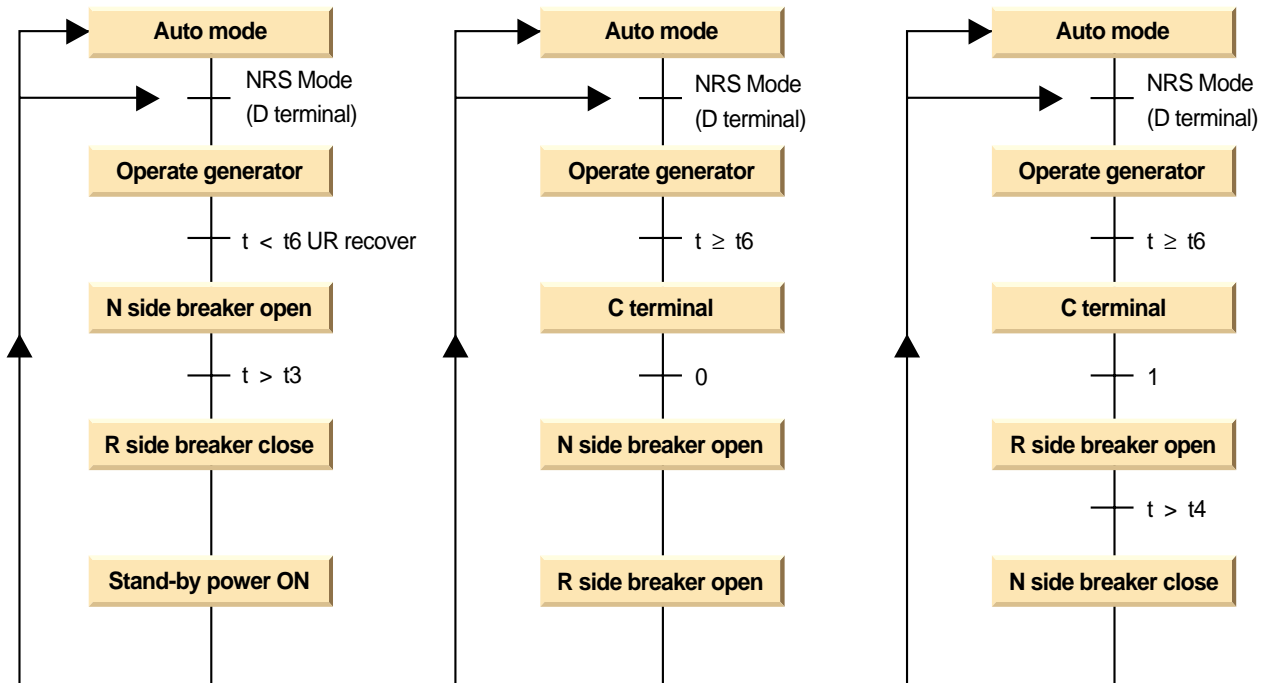 Auto mode
NRS Mode
(D terminal)
Operate generator
t < t6 UR recover
N side breaker open
t > t3
R side breaker close
Stand-by power ON
Auto mode
NRS Mode
(D terminal)
Operate generator
t ≥ t6
C terminal
0
N side breaker open
R side breaker open
Auto mode
NRS Mode
(D terminal)
Operate generator
t ≥ t6
C terminal
1
R side breaker open
t > t4
N side breaker close